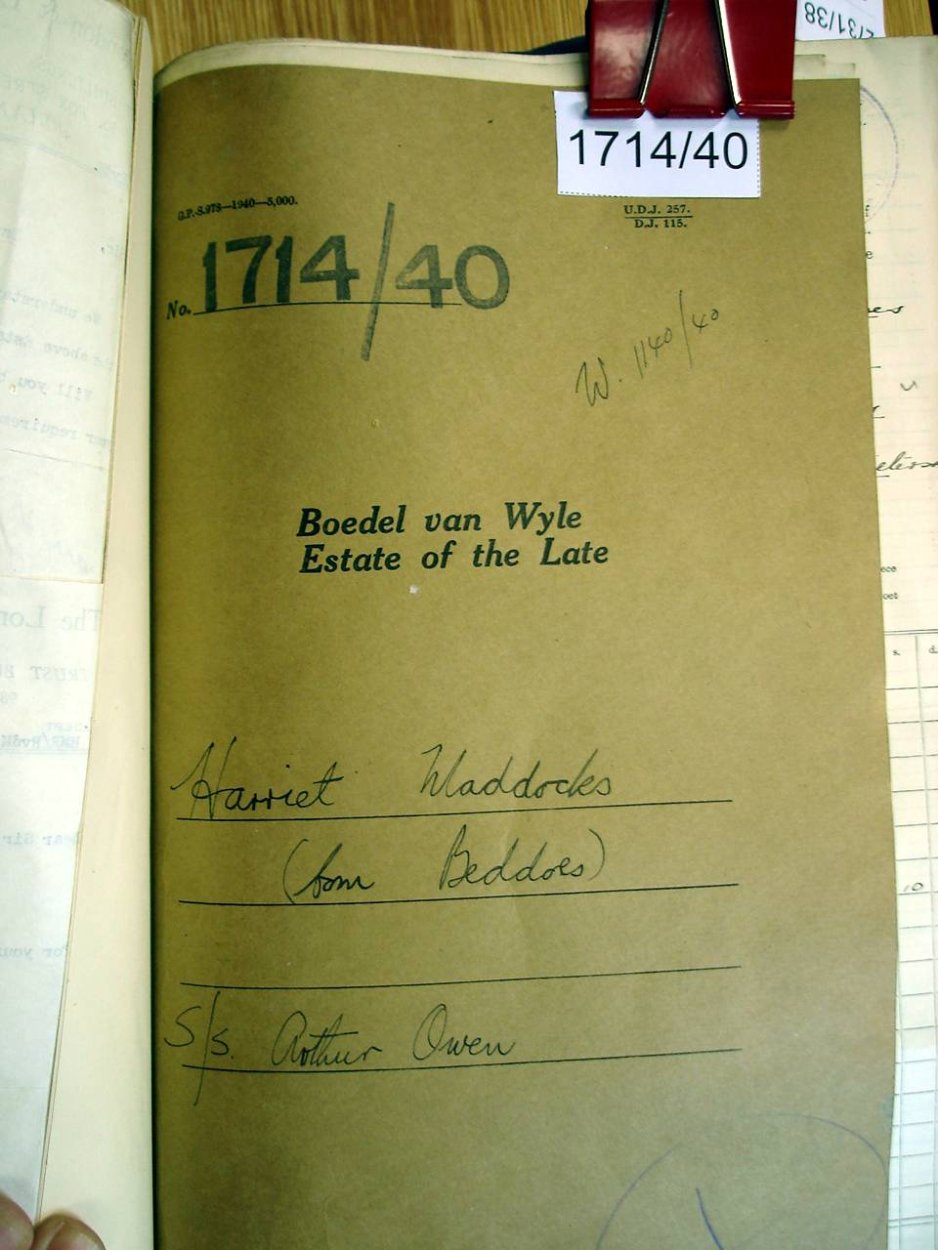 1714/40
G.P.-S.978—1940—5,000.
U.D.J. 257.
D.J. 115.
No. 1714/40
W. 1140/40
Boedel van Wyle
Estate of the Late
Harriet Maddocks
(born Beddoes)
S/s. Arthur Owen